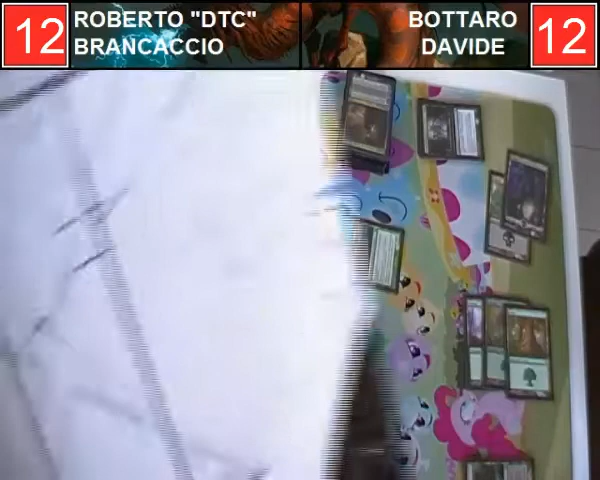 12
ROBERTO "DTC"
BRANCACCIO
BOTTARO
DAVIDE
12